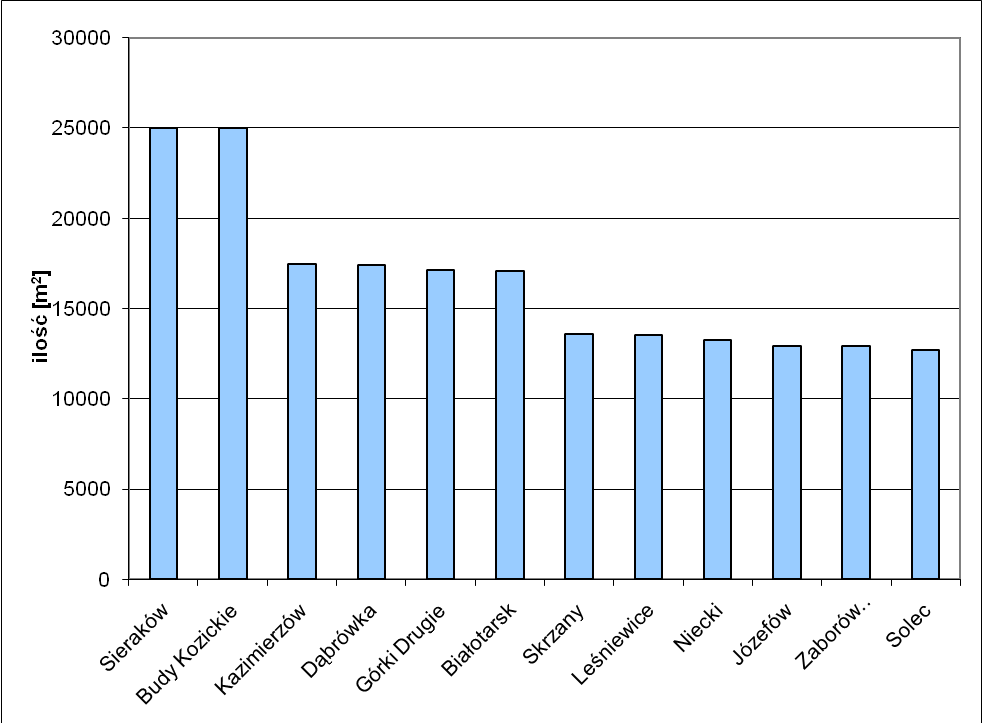 30000
25000
20000
15000
10000
5000
0
ilość [m²]
Sieraków
Budy Kozickie
Kazimierzów
Dąbrówka
Górki Drugie
Białotarsk
Skrzany
Leśniewice
Niecki
Józefów
Zaborów..
Solec